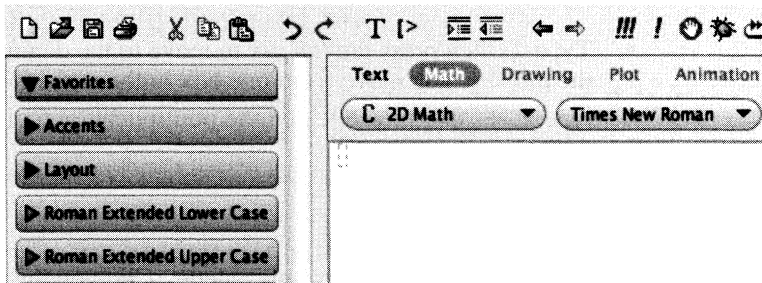 T [>
!!! !
Favorites
Accents
Layout
Roman Extended Lower Case
Roman Extended Upper Case
Text Math Drawing Plot Animation
C 2D Math Times New Roman